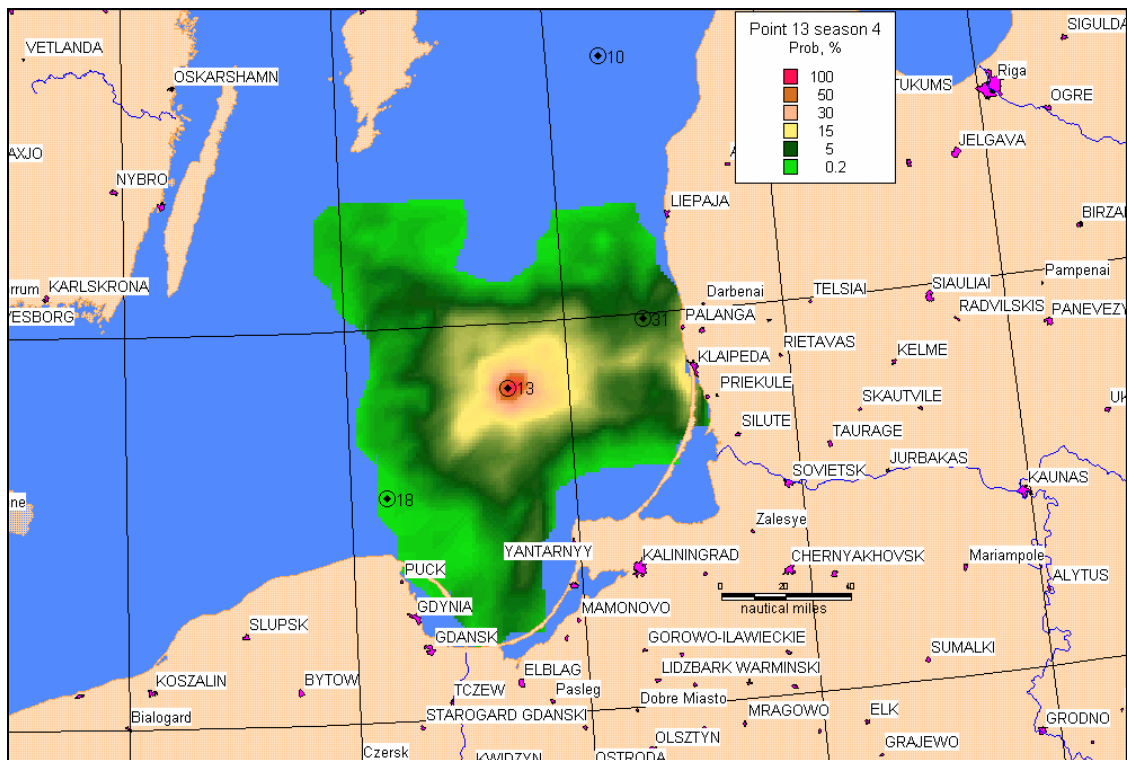 Point 13 season 4
Prob, %
100
50
30
15
5
0.2
SIGULDA
VETLANDA
10
OSKARSHAMN
TUKUMS
Riga
OGRE
AXJO
JELGAVA
A
NYBRO
LIEPAJA
BIRZAI
rrum
KARLSKRONA
YESBORG
Pampenai
SIAULIAI
Darbenai
TELSIAI
RADVILSKIS
PANEVEZY
31
PALANGA
RIETAVAS
KLAIPEDA
KELME
13
PRIEKULE
SKAUTVILE
UK
SILUTE
TAURAGE
JURBAKAS
SOVIETSK
KAUNAS
18
ne
Zalesye
YANTARNYY
KALININGRAD
CHERNYAKHOVSK
Mariampole
PUCK
ALYTUS
0 20 40
nautical miles
GDYNIA
MAMONOVO
SLUPSK
GDANSK
GOROWO-ILAWIECKIE
SUMALKI
LIDZBARK WARMINSKI
ELBLAG
KOSZALIN
BYTOW
TCZEW
Pasleg
Dobre Miasto
Bialogard
STAROGARD GDANSKI
MRAGOWO
ELK
GRODNO
OLSZTYN
GRAJEWO
Czersk
KWIDZYN
OSTRODA